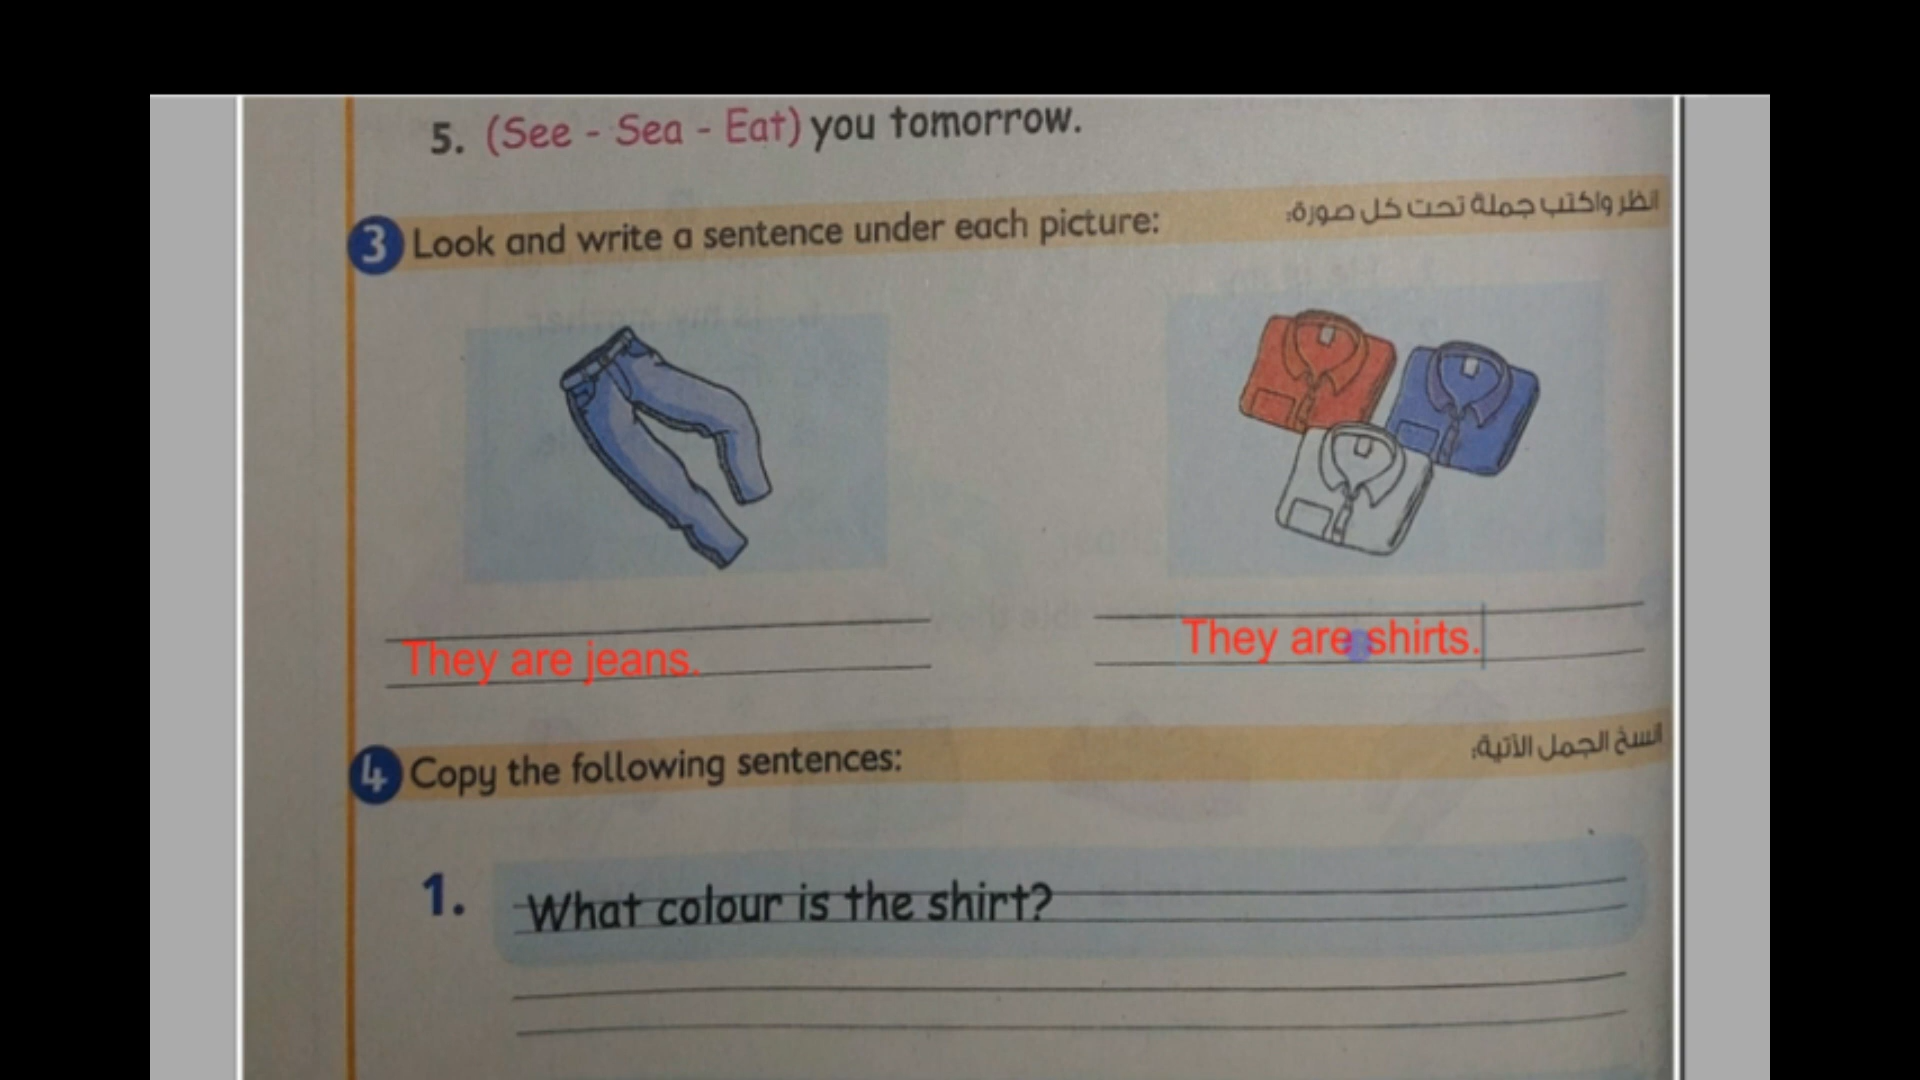 5. (See - Sea - Eat) you tomorrow.
3 Look and write a sentence under each picture:
انظر واكتب جملة تحت كل صورة:
They are jeans.
They are shirts.
4 Copy the following sentences:
انسخ الجمل الآتية:
1. What colour is the shirt?